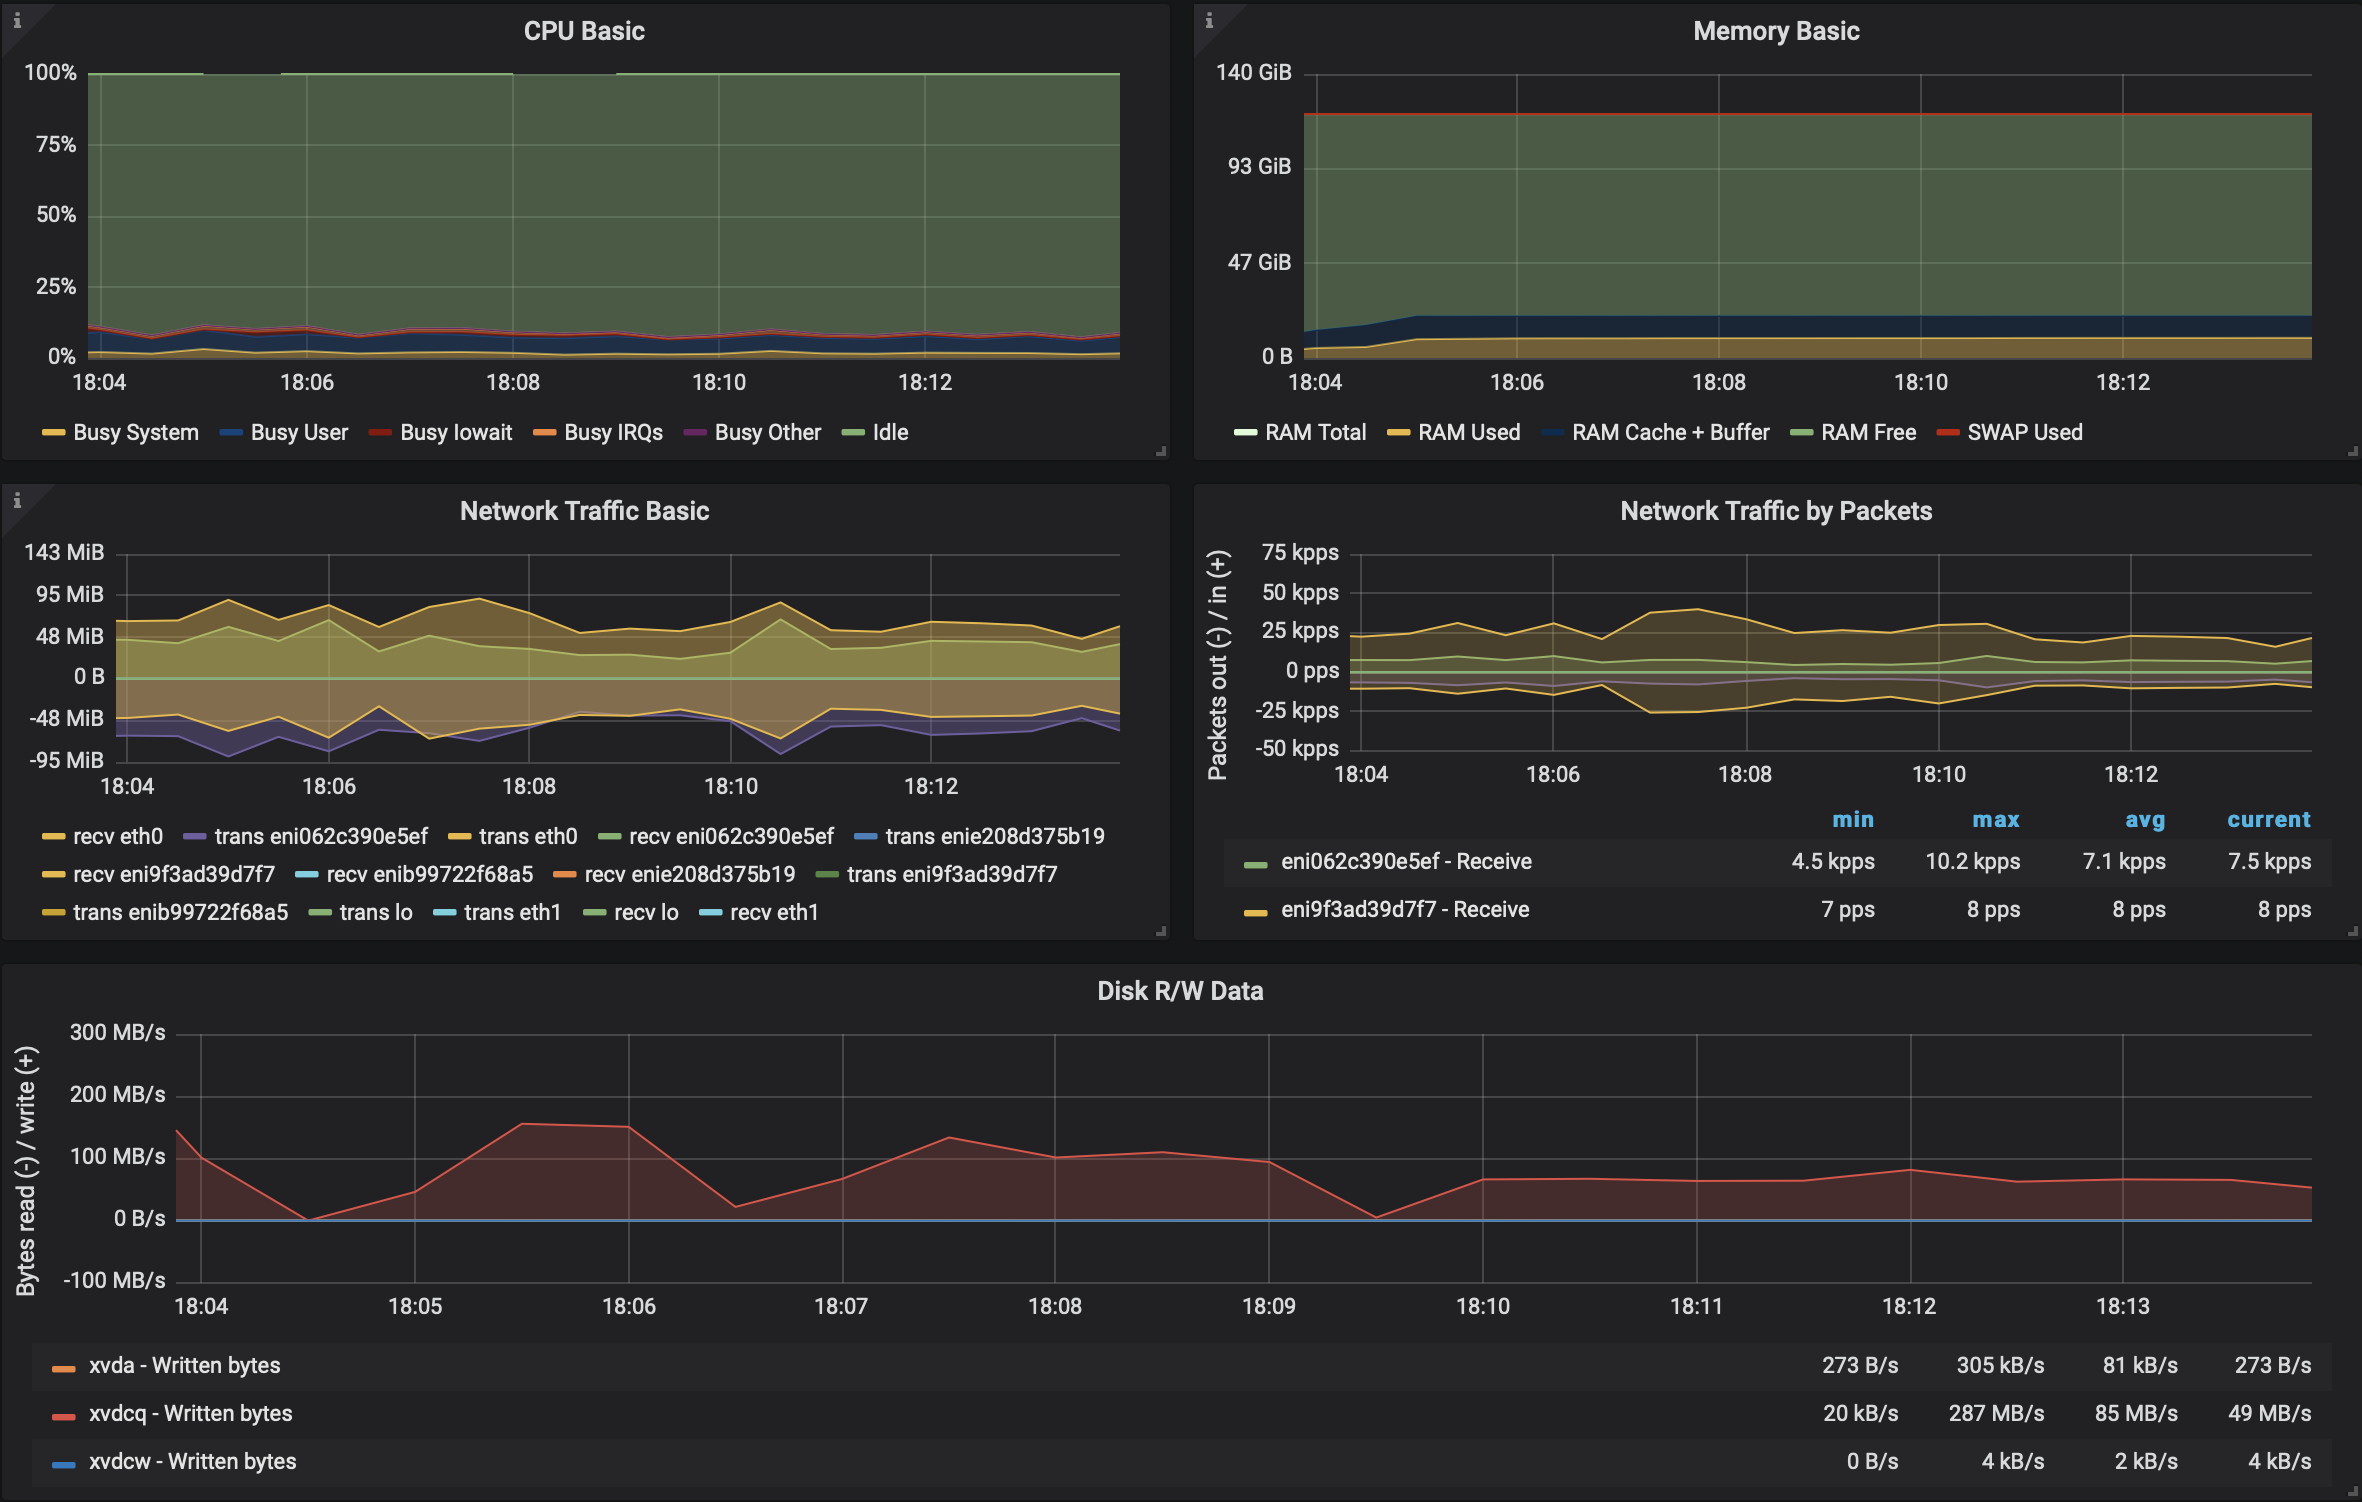 CPU Basic
100%
75%
50%
25%
0%
18:04 18:06 18:08 18:10 18:12
Busy System Busy User Busy Iowait Busy IRQs Busy Other Idle
Memory Basic
140 GiB
93 GiB
47 GiB
0 B
18:04 18:06 18:08 18:10 18:12
RAM Total RAM Used RAM Cache + Buffer RAM Free SWAP Used
Network Traffic Basic
143 MiB
95 MiB
48 MiB
0 B
-48 MiB
-95 MiB
18:04 18:06 18:08 18:10 18:12
recv eth0 trans eni062c390e5ef trans eth0 recv eni062c390e5ef trans enie208d375b19
recv eni9f3ad39d7f7 recv enib99722f68a5 recv enie208d375b19 trans eni9f3ad39d7f7
trans enib99722f68a5 trans lo trans eth1 recv lo recv eth1
Network Traffic by Packets
Packets out (-) / in (+)
75 kpps
50 kpps
25 kpps
0 pps
-25 kpps
-50 kpps
18:04 18:06 18:08 18:10 18:12
min max avg current
eni062c390e5ef - Receive 4.5 kpps 10.2 kpps 7.1 kpps 7.5 kpps
eni9f3ad39d7f7 - Receive 7 pps 8 pps 8 pps 8 pps
Disk R/W Data
Bytes read (-) / write (+)
300 MB/s
200 MB/s
100 MB/s
0 B/s
-100 MB/s
18:04 18:05 18:06 18:07 18:08 18:09 18:10 18:11 18:12 18:13
xvda - Written bytes 273 B/s 305 kB/s 81 kB/s 273 B/s
xvdcq - Written bytes 20 kB/s 287 MB/s 85 MB/s 49 MB/s
xvdcw - Written bytes 0 B/s 4 kB/s 2 kB/s 4 kB/s